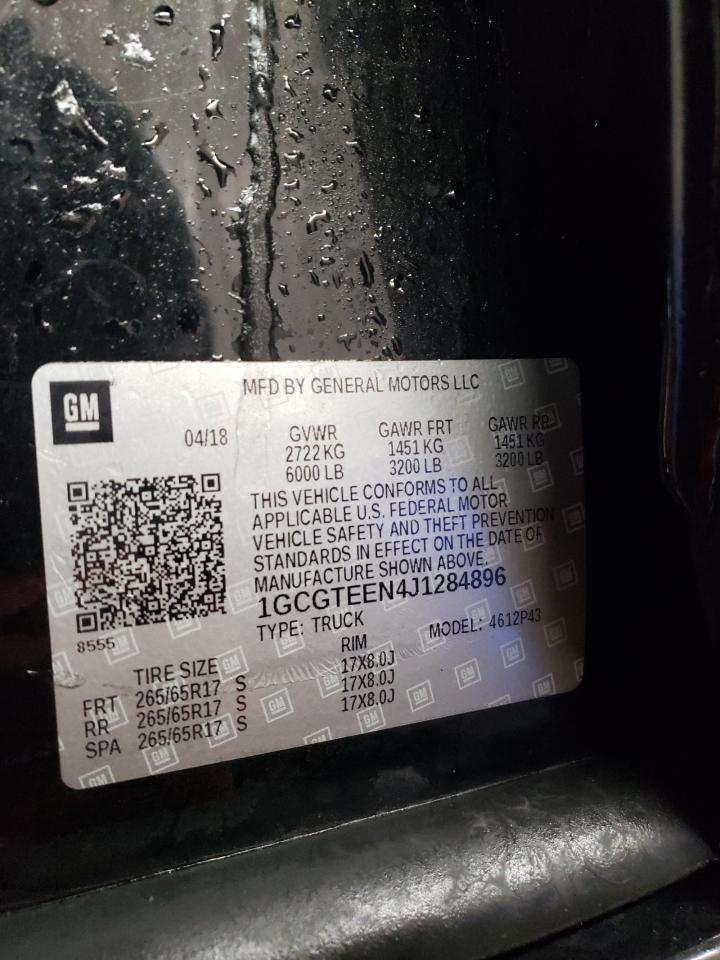 GM
MFD BY GENERAL MOTORS LLC
04/18
GVWR GAWR FRT GAWR RR
2722 KG 1451 KG 1451 KG
6000 LB 3200 LB 3200 LB
THIS VEHICLE CONFORMS TO ALL
APPLICABLE U.S. FEDERAL MOTOR
VEHICLE SAFETY AND THEFT PREVENTION
STANDARDS IN EFFECT ON THE DATE OF
MANUFACTURE SHOWN ABOVE.
1GCGTEEN4J1284896
TYPE: TRUCK MODEL: 4612P43
8555
TIRE SIZE RIM
FRT 265/65R17 S 17X8.0J
RR 265/65R17 S 17X8.0J
SPA 265/65R17 S 17X8.0J